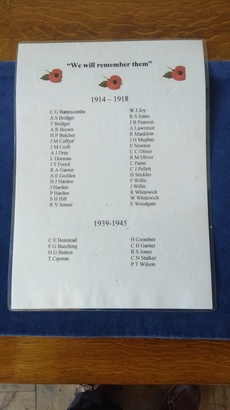 "We will remember them"
1914 – 1918
C G Battescombe
A S Bridger
T Bridger
A R Brown
H P Butcher
J M Caffyn
J M Croft
A J Dray
L Dorman
J T Foord
R A Garner
A E Godden
H J Harden
J Harden
P Harden
S H Hill
R V Jenner
W J Joy
R S Jones
J B Pearson
A Lawrence
R Manklow
J H Mepham
E Newton
C C Oliver
R M Oliver
C Paine
C J Pellett
H Stickles
F Willis
J Willis
R Whitewick
W Whitewick
E Woodgate
1939-1945
C E Benstead
F G Beeching
H G Button
T Capman
H Coomber
C H Garner
R S Jones
C N Stalker
P T Wilson